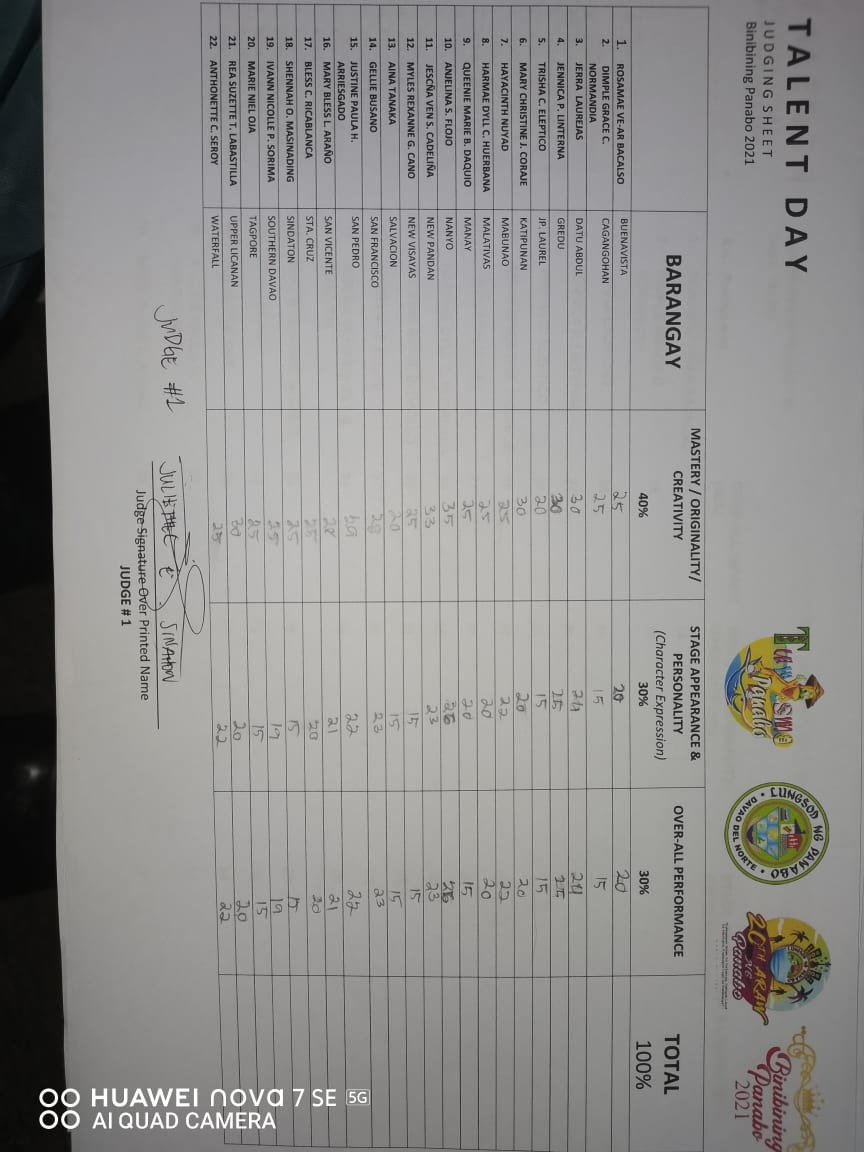 TALENT DAY
JUDGING SHEET
Binibining Panabo 2021
Turismo Panabo
LUNGSOD NG PANABO
DAVAO DEL NORTE
20TH ARAW
Panabo
Binibining
Panabo
2021
BARANGAY MASTERY / ORIGINALITY/ CREATIVITY 40% STAGE APPEARANCE & PERSONALITY (Character Expression) 30% OVER-ALL PERFORMANCE 30% TOTAL 100%
1. ROSAMAE VE-AR BACALSO BUENAVISTA 25 20 20
2. DIMPLE GRACE C. NORMANDIA CAGANGOHAN 25 15 15
3. JERRA LAUREJAS DATU ABDUL 30 24 24
4. JENNICA P. LINTERNA GREDU 30 25 25
5. TRISHA C. ELEPTICO JP. LAUREL 20 15 15
6. MARY CHRISTINE J. CORAJE KATIPUNAN 30 20 20
7. HAYACINTH NUYAD MABUNAO 25 22 22
8. HARMAE DYLL C. HUERBANA MALATIVAS 25 20 20
9. QUEENIE MARIE B. DAQUIO MANAY 25 20 15
10. ANJELINA S. FLOJO NANYO 35 26 26
11. JESCÑA VEN S. CADELIÑA NEW PANDAN 33 23 23
12. MYLES REXANNE G. CANO NEW VISAYAS 25 15 15
13. AINA TANAKA SALVACION 20 15 15
14. GELLIE BUSANO SAN FRANCISCO 28 23 23
15. JUSTINE PAULA H. ARRIESGADO SAN PEDRO 22 22
16. MARY BLESS L. ARAÑO SAN VICENTE 28 21 21
17. BLESS C. RICABLANCA STA. CRUZ 25 20 20
18. SHENNAH O. MASINADING SINDATON 25 15 15
19. IVANN NICOLLE P. SORIMA SOUTHERN DAVAO 25 19 19
20. MARIE NIEL OJA TAGPORE 25 15 15
21. REA SUZETTE T. LABASTILLA UPPER LICANAN 30 20 20
22. ANTHONETTE C. SEROY WATERFALL 25 22 22
JUDGE #1 SINAHON
Judge Signature Over Printed Name
JUDGE # 1
HUAWEI nova 7 SE 5G
AI QUAD CAMERA